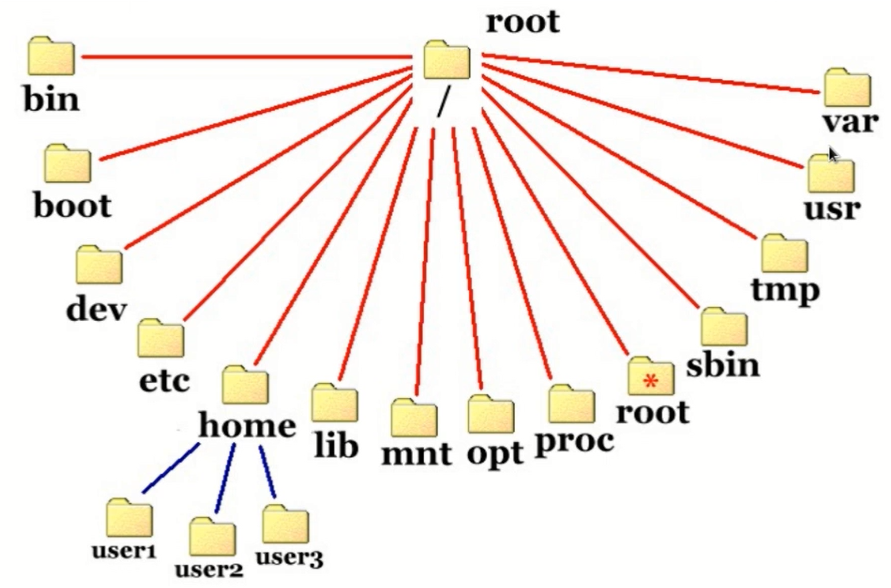 root
/
bin
boot
dev
etc
home
lib
mnt
opt
proc
*
root
sbin
tmp
usr
var
user1
user2
user3